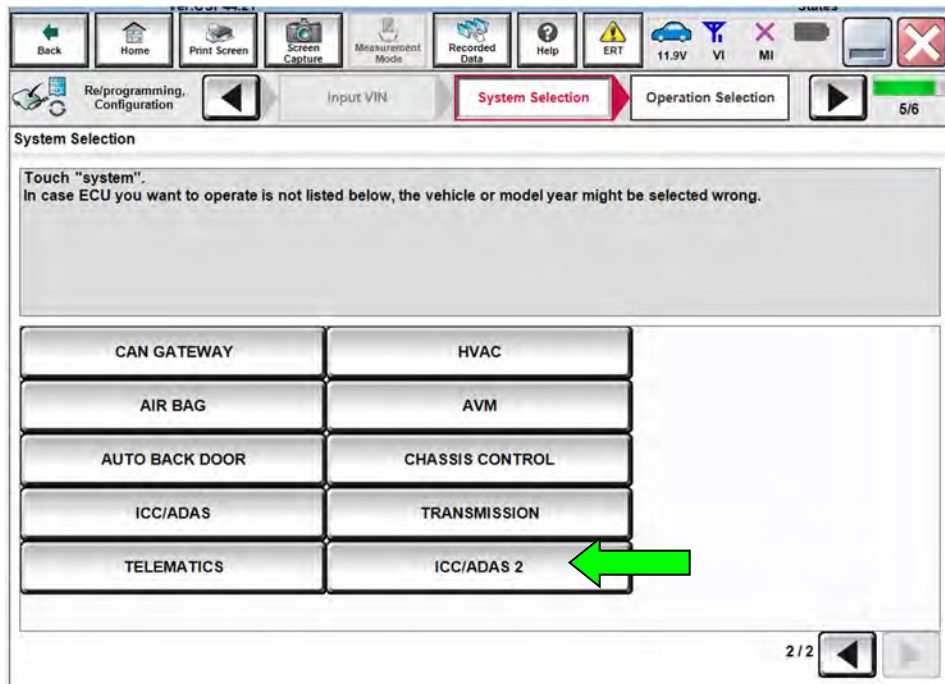 Back
Home
Print Screen
Screen
Capture
Measurement
Mode
Recorded
Data
Help
ERT
11.9V
VI
MI
Re/programming,
Configuration
Input VIN
System Selection
Operation Selection
5/6
System Selection
Touch "system".
In case ECU you want to operate is not listed below, the vehicle or model year might be selected wrong.
CAN GATEWAY
HVAC
AIR BAG
AVM
AUTO BACK DOOR
CHASSIS CONTROL
ICC/ADAS
TRANSMISSION
TELEMATICS
ICC/ADAS 2
2/2